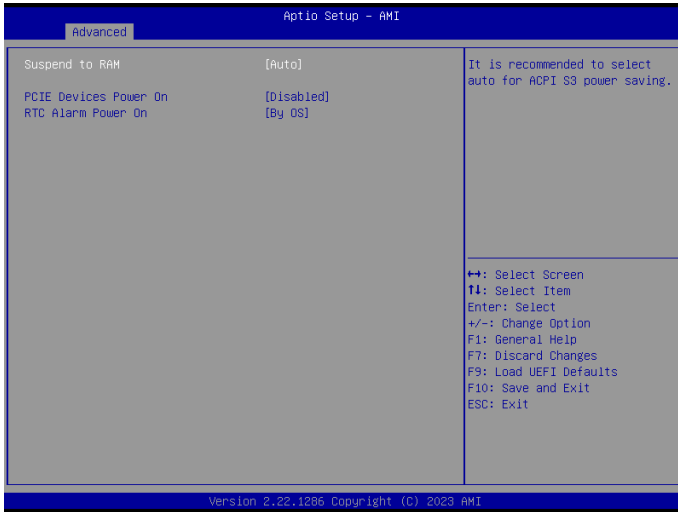 Aptio Setup – AMI
Advanced
Suspend to RAM [Auto]
PCIE Devices Power On [Disabled]
RTC Alarm Power On [By OS]
It is recommended to select
auto for ACPI S3 power saving.
↔: Select Screen
↑↓: Select Item
Enter: Select
+/-: Change Option
F1: General Help
F7: Discard Changes
F9: Load UEFI Defaults
F10: Save and Exit
ESC: Exit
Version 2.22.1286 Copyright (C) 2023 AMI